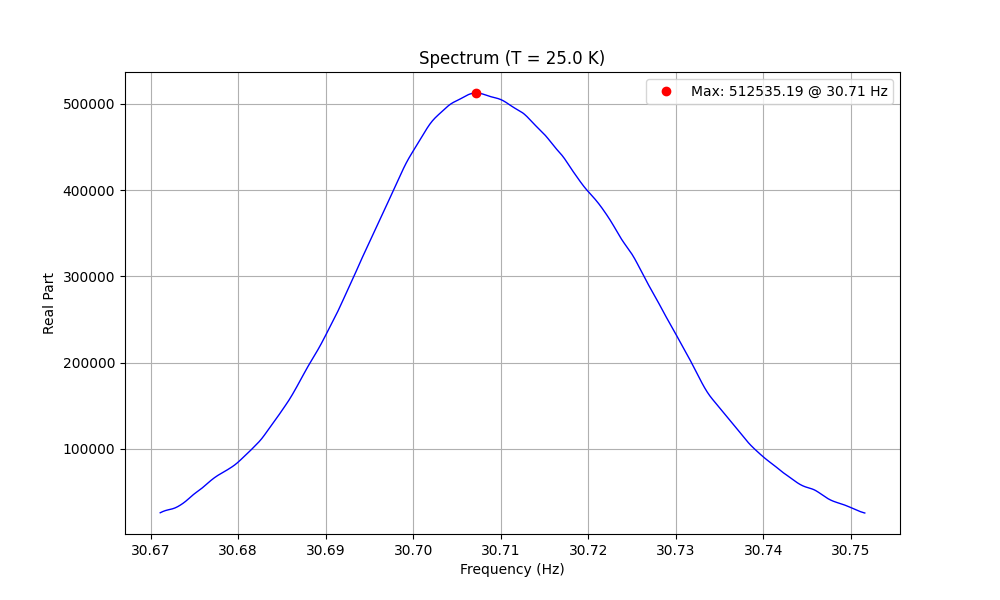 Spectrum (T = 25.0 K)
Max: 512535.19 @ 30.71 Hz
Real Part
500000
400000
300000
200000
100000
30.67 30.68 30.69 30.70 30.71 30.72 30.73 30.74 30.75
Frequency (Hz)